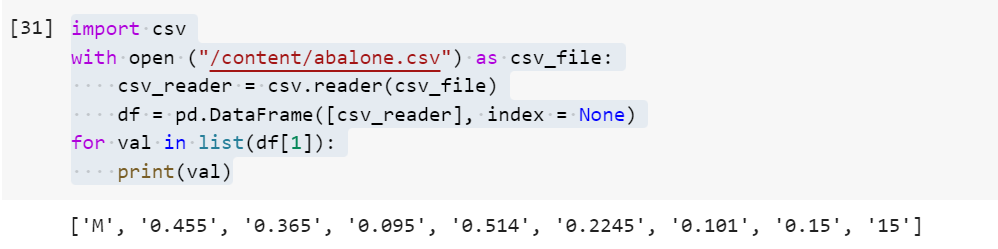 [31] import csv
with open ("/content/abalone.csv") as csv_file:
    csv_reader = csv.reader(csv_file)
    df = pd.DataFrame([csv_reader], index = None)
for val in list(df[1]):
    print(val)
['M', '0.455', '0.365', '0.095', '0.514', '0.2245', '0.101', '0.15', '15']